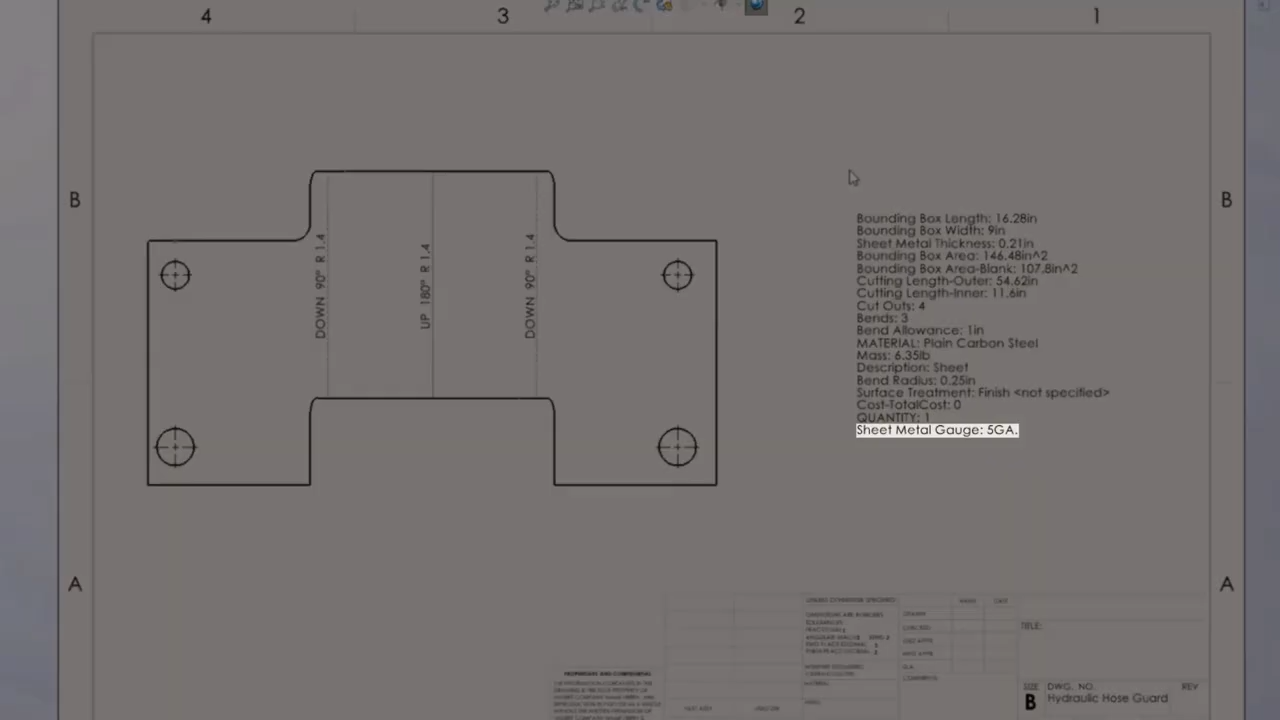 4 3 2 1
B B
DOWN 90° R 1.4
UP 180° R 1.4
DOWN 90° R 1.4
Bounding Box Length: 16.28in
Bounding Box Width: 9in
Sheet Metal Thickness: 0.21in
Bounding Box Area: 146.48in^2
Bounding Box Area-Blank: 107.8in^2
Cutting Length-Outer: 54.62in
Cutting Length-Inner: 11.6in
Cut Outs: 4
Bends: 3
Bend Allowance: 1in
MATERIAL: Plain Carbon Steel
Mass: 6.35lb
Description: Sheet
Bend Radius: 0.25in
Surface Treatment: Finish <not specified>
Cost-TotalCost: 0
QUANTITY: 1
Sheet Metal Gauge: 5GA.
A A
NAME DATE
TITLE:
PROPRIETARY AND CONFIDENTIAL
SIZE DWG. NO. REV
B Hydraulic Hose Guard